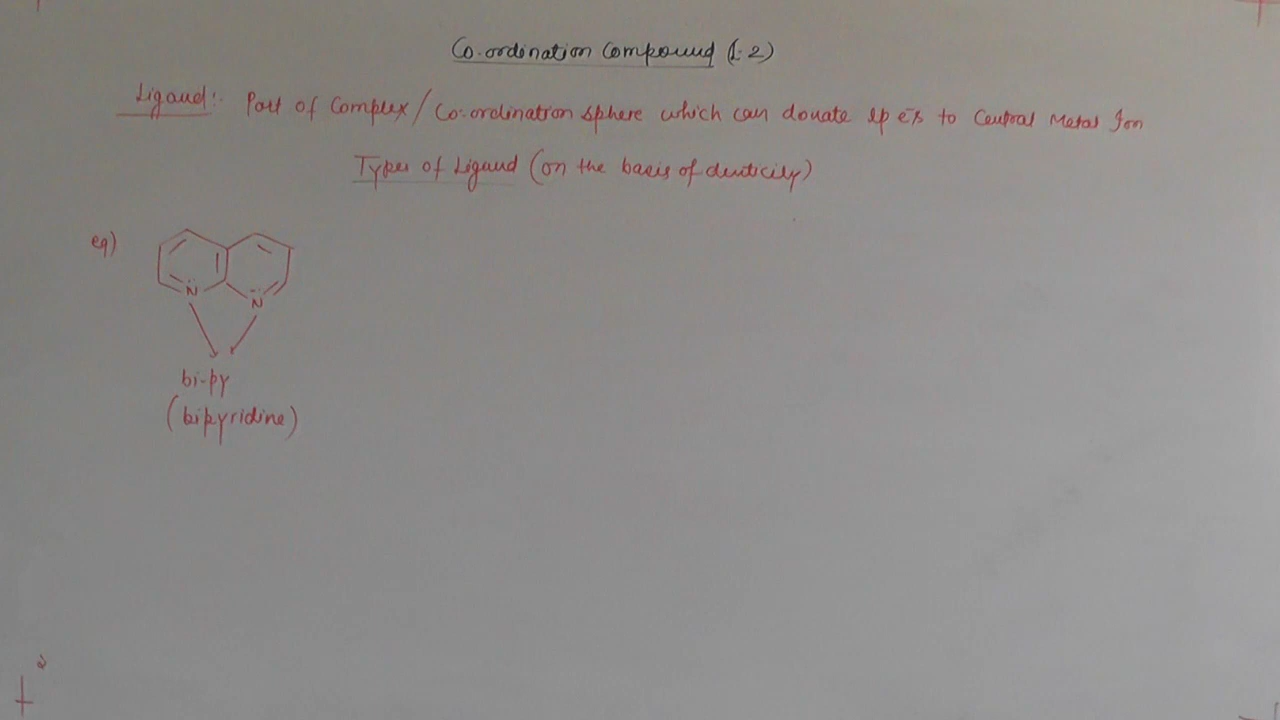 Co-ordination Compound (L-2)
Ligand:- Part of Complex/Co-ordination sphere which can donate lp ēs to Central Metal Ion
Types of Ligand (on the basis of denticity)
eg)
N̈ N̈
bi-py
(bipyridine)